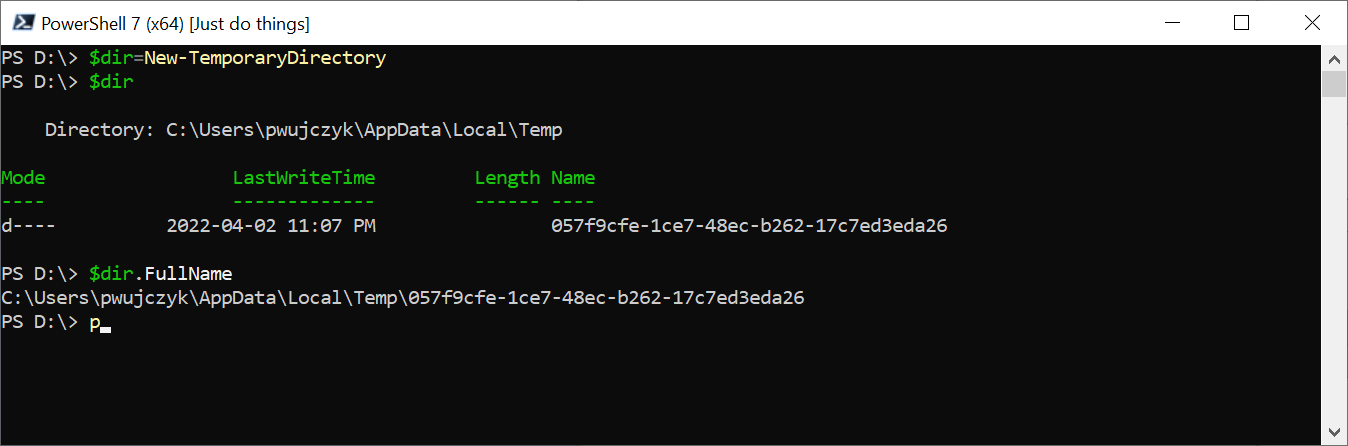 PowerShell 7 (x64) [Just do things]
PS D:\> $dir=New-TemporaryDirectory
PS D:\> $dir
Directory: C:\Users\pwujczyk\AppData\Local\Temp
Mode                 LastWriteTime         Length Name
----                 -------------         ------ ----
d----          2022-04-02 11:07 PM                057f9cfe-1ce7-48ec-b262-17c7ed3eda26
PS D:\> $dir.FullName
C:\Users\pwujczyk\AppData\Local\Temp\057f9cfe-1ce7-48ec-b262-17c7ed3eda26
PS D:\> p